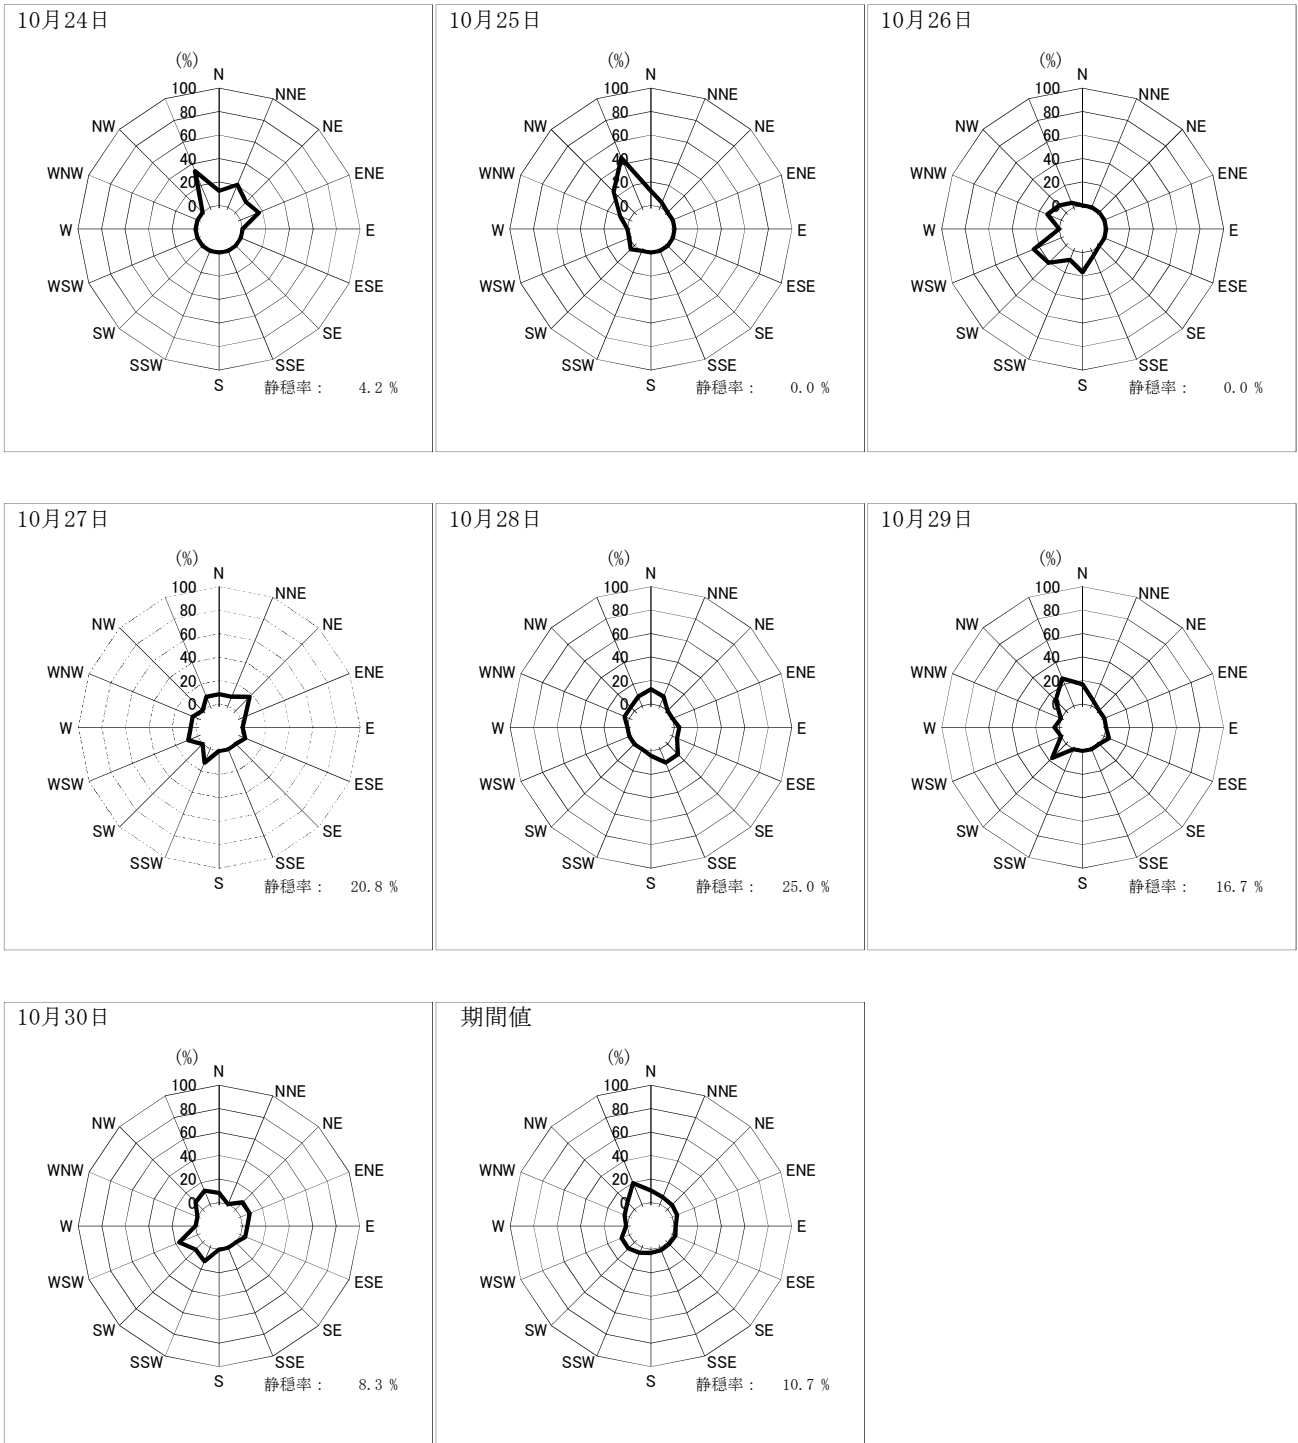 10月24日
(%)
N
100
NNE
80
NW
NE
60
40
WNW
ENE
20
0
W
E
WSW
ESE
SW
SE
SSW
SSE
S
静穏率： 4.2 %
10月25日
(%)
N
100
NNE
80
NW
NE
60
40
WNW
ENE
20
0
W
E
WSW
ESE
SW
SE
SSW
SSE
S
静穏率： 0.0 %
10月26日
(%)
N
100
NNE
80
NW
NE
60
40
WNW
ENE
20
0
W
E
WSW
ESE
SW
SE
SSW
SSE
S
静穏率： 0.0 %
10月27日
(%)
N
100
NNE
80
NW
NE
60
40
WNW
ENE
20
0
W
E
WSW
ESE
SW
SE
SSW
SSE
S
静穏率： 20.8 %
10月28日
(%)
N
100
NNE
80
NW
NE
60
40
WNW
ENE
20
0
W
E
WSW
ESE
SW
SE
SSW
SSE
S
静穏率： 25.0 %
10月29日
(%)
N
100
NNE
80
NW
NE
60
40
WNW
ENE
20
0
W
E
WSW
ESE
SW
SE
SSW
SSE
S
静穏率： 16.7 %
10月30日
(%)
N
100
NNE
80
NW
NE
60
40
WNW
ENE
20
0
W
E
WSW
ESE
SW
SE
SSW
SSE
S
静穏率： 8.3 %
期間値
(%)
N
100
NNE
80
NW
NE
60
40
WNW
ENE
20
0
W
E
WSW
ESE
SW
SE
SSW
SSE
S
静穏率： 10.7 %